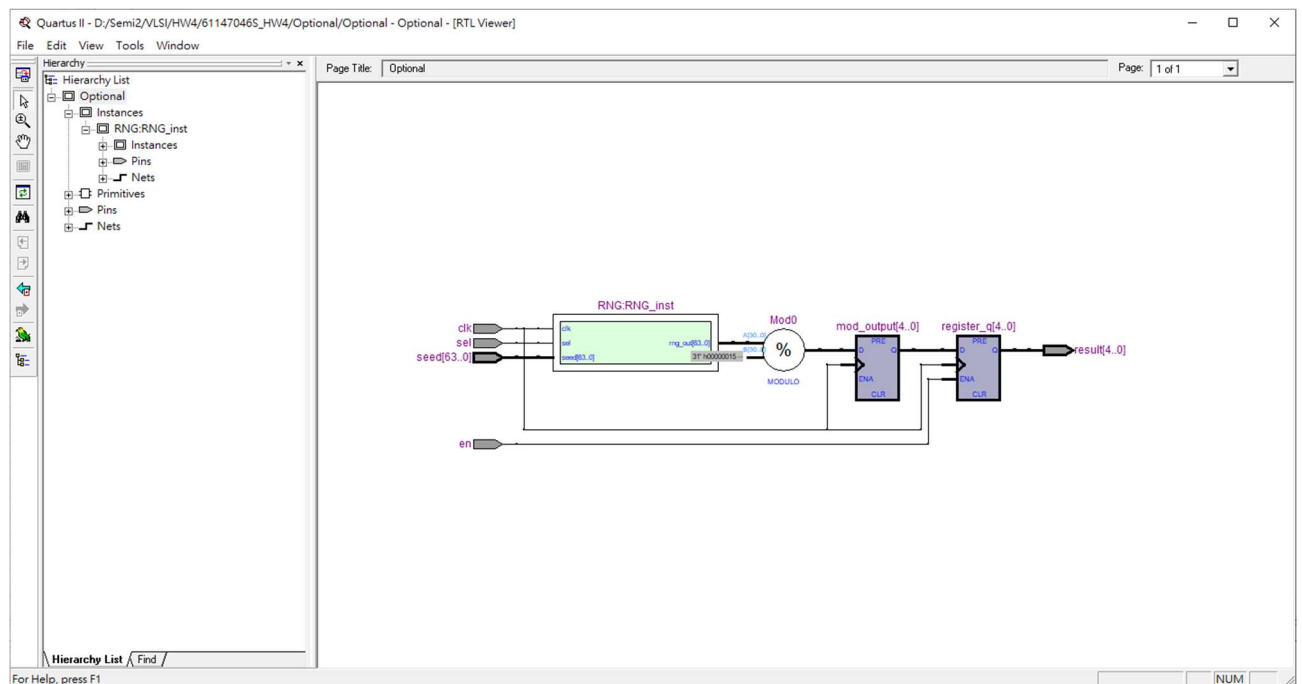 Quartus II - D:/Semi2/VLSI/HW4/61147046S_HW4/Optional/Optional - Optional - [RTL Viewer]
File Edit View Tools Window
Hierarchy
Hierarchy List
Optional
Instances
RNG:RNG_inst
Instances
Pins
Nets
Primitives
Pins
Nets
Page Title: Optional
Page: 1 of 1
RNG:RNG_inst
clk
sel
seed[63..0]
en
clk
sel
seed[63..0]
rng_out[63..0]
31' h00000015--
A[30..0]
B[30..0]
Mod0
%
MODULO
mod_output[4..0]
PRE
D Q
ENA
CLR
register_q[4..0]
PRE
D Q
ENA
CLR
result[4..0]
Hierarchy List Find
For Help, press F1
NUM